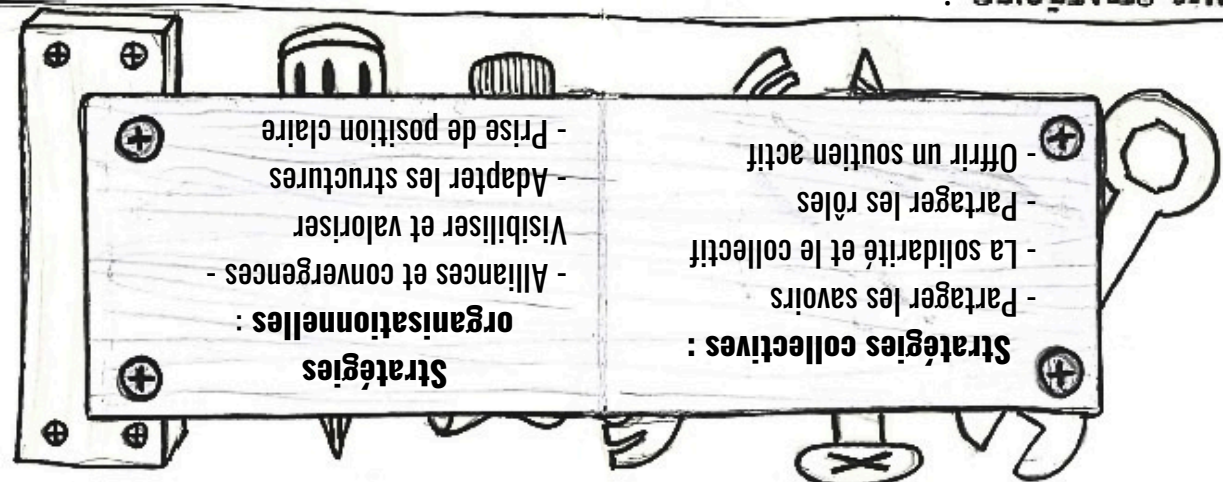 Stratégies collectives :
- Partager les savoirs
- La solidarité et le collectif
- Partager les rôles
- Offrir un soutien actif
Stratégies
organisationnelles :
- Alliances et convergences -
Visibiliser et valoriser
- Adapter les structures
- Prise de position claire